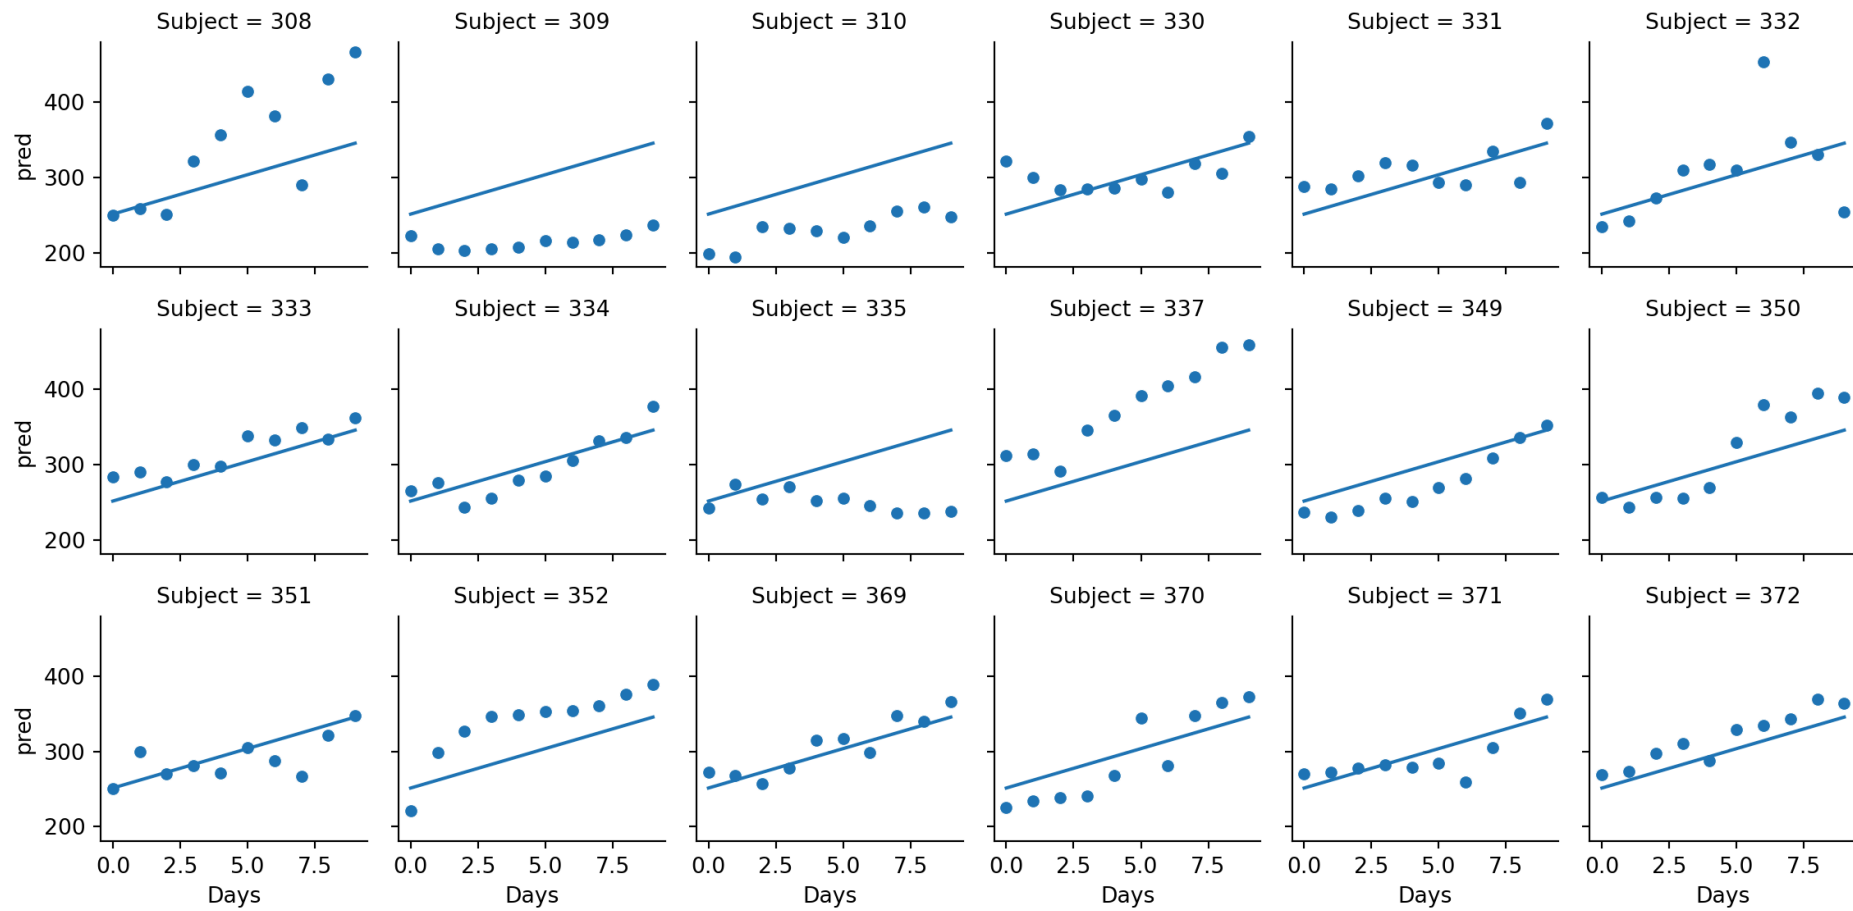 Subject = 308 Subject = 309 Subject = 310 Subject = 330 Subject = 331 Subject = 332
400
300
200
pred
0.0 2.5 5.0 7.5 0.0 2.5 5.0 7.5 0.0 2.5 5.0 7.5 0.0 2.5 5.0 7.5 0.0 2.5 5.0 7.5 0.0 2.5 5.0 7.5
Subject = 333 Subject = 334 Subject = 335 Subject = 337 Subject = 349 Subject = 350
400
300
200
pred
Subject = 351 Subject = 352 Subject = 369 Subject = 370 Subject = 371 Subject = 372
400
300
200
pred
Days Days Days Days Days Days